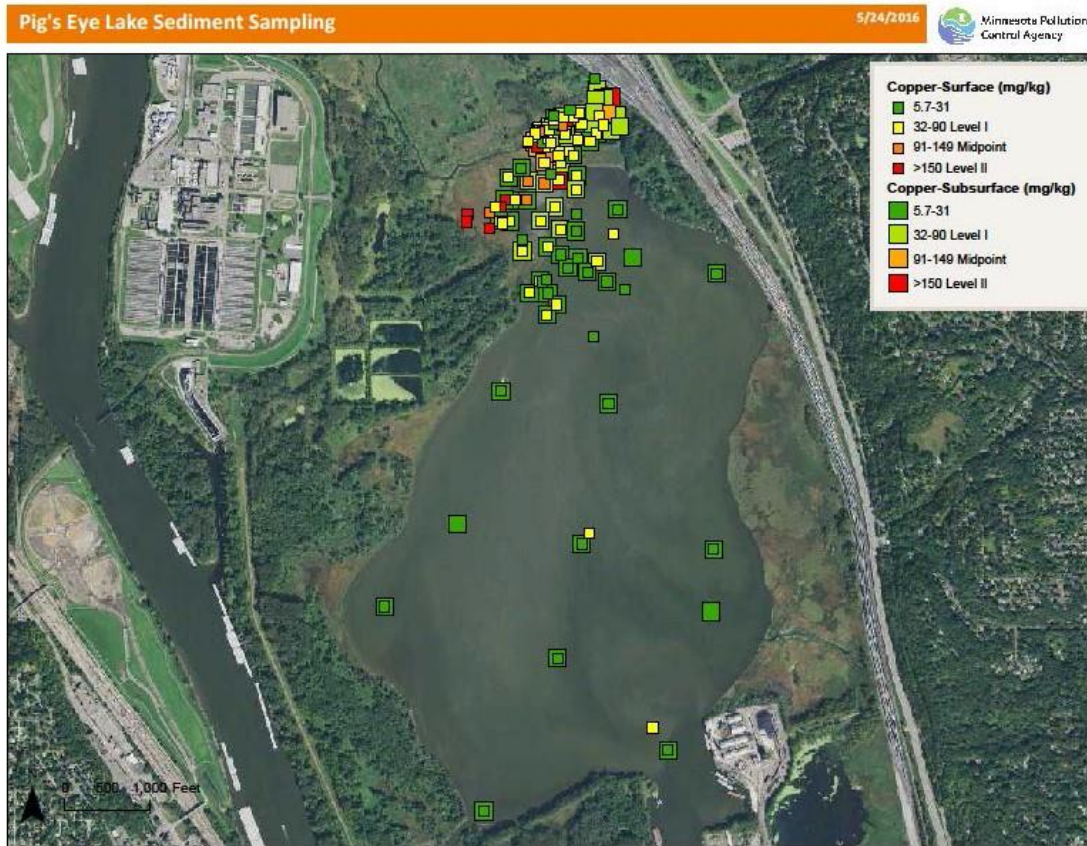 Pig's Eye Lake Sediment Sampling
5/24/2016
Minnesota Pollution
Control Agency
Copper-Surface (mg/kg)
5.7-31
32-90 Level I
91-149 Midpoint
>150 Level II
Copper-Subsurface (mg/kg)
5.7-31
32-90 Level I
91-149 Midpoint
>150 Level II
0 500 1,000 Feet